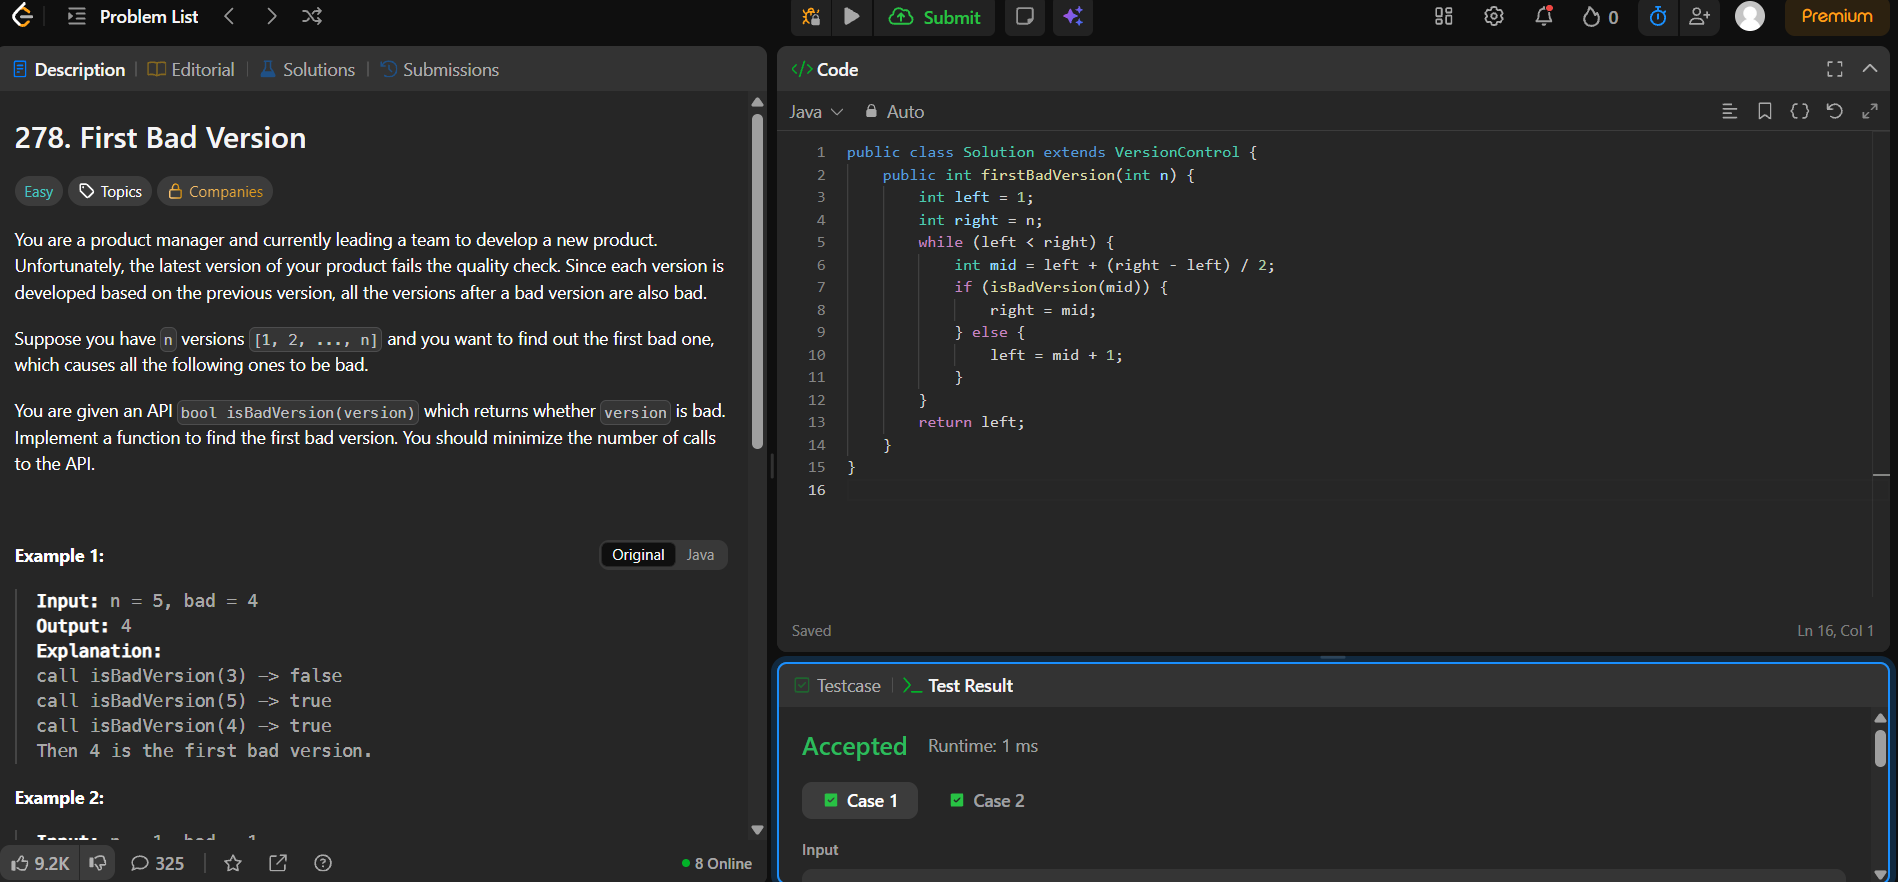 Problem List
Submit
0
Premium
Description
Editorial
Solutions
Submissions
278. First Bad Version
Easy
Topics
Companies
You are a product manager and currently leading a team to develop a new product.
Unfortunately, the latest version of your product fails the quality check. Since each version is
developed based on the previous version, all the versions after a bad version are also bad.
Suppose you have n versions [1, 2, ..., n] and you want to find out the first bad one,
which causes all the following ones to be bad.
You are given an API bool isBadVersion(version) which returns whether version is bad.
Implement a function to find the first bad version. You should minimize the number of calls
to the API.
Example 1:
Original Java
Input: n = 5, bad = 4
Output: 4
Explanation:
call isBadVersion(3) -> false
call isBadVersion(5) -> true
call isBadVersion(4) -> true
Then 4 is the first bad version.
Example 2:
Input: n = 1, bad = 1
9.2K
325
8 Online
</> Code
Java
Auto
1 public class Solution extends VersionControl {
2 public int firstBadVersion(int n) {
3 int left = 1;
4 int right = n;
5 while (left < right) {
6 int mid = left + (right - left) / 2;
7 if (isBadVersion(mid)) {
8 right = mid;
9 } else {
10 left = mid + 1;
11 }
12 }
13 return left;
14 }
15 }
16
Saved
Ln 16, Col 1
Testcase
>_ Test Result
Accepted Runtime: 1 ms
Case 1
Case 2
Input